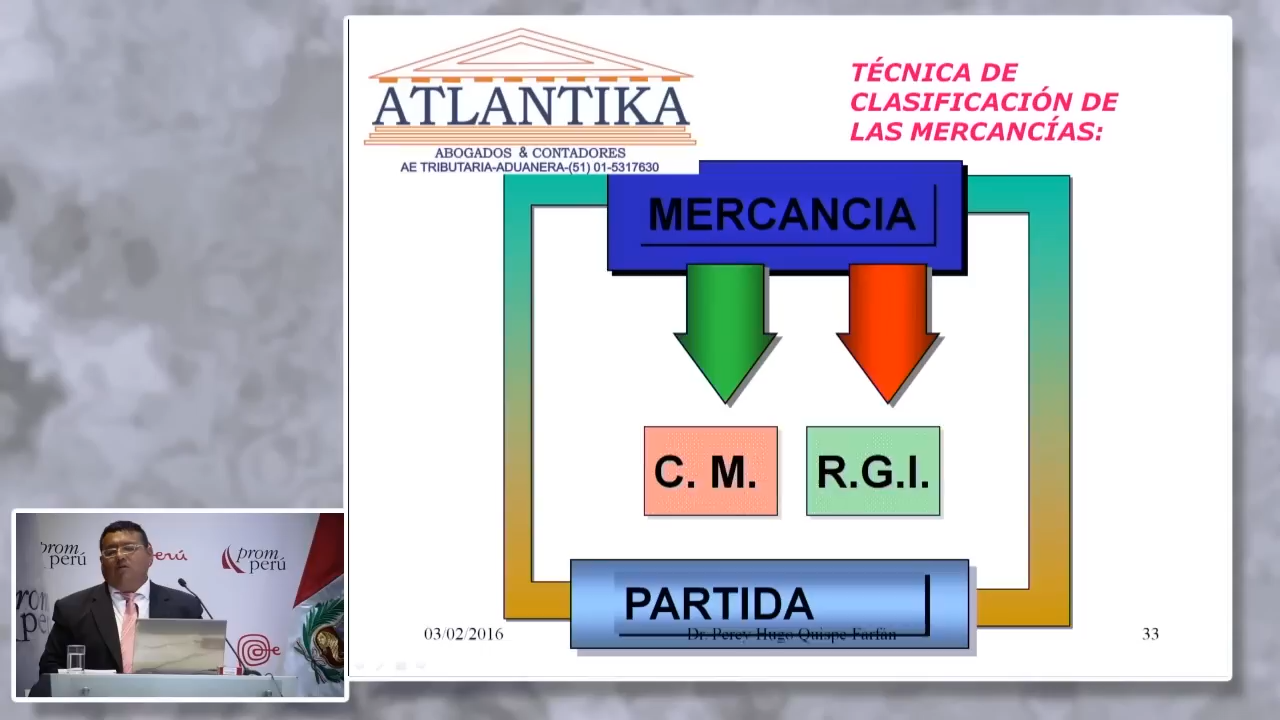 ATLANTIKA
ABOGADOS & CONTADORES
AE TRIBUTARIA-ADUANERA-(51) 01-5317630
TÉCNICA DE
CLASIFICACIÓN DE
LAS MERCANCÍAS:
MERCANCIA
C. M.
R.G.I.
PARTIDA
03/02/2016
Dr. Percy Hugo Quispe Farfán
33
prom
perú
prom
perú